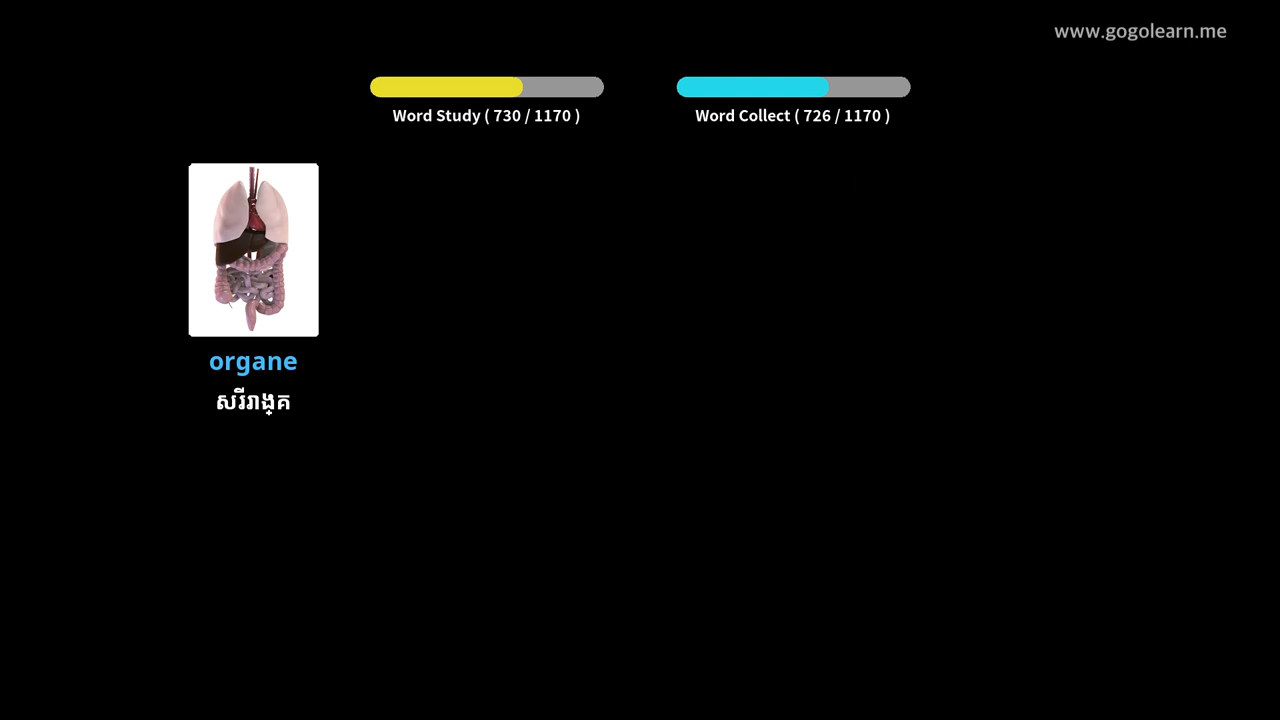 www.gogolearn.me
Word Study ( 730 / 1170 )
Word Collect ( 726 / 1170 )
organe
សរីរាង្គ